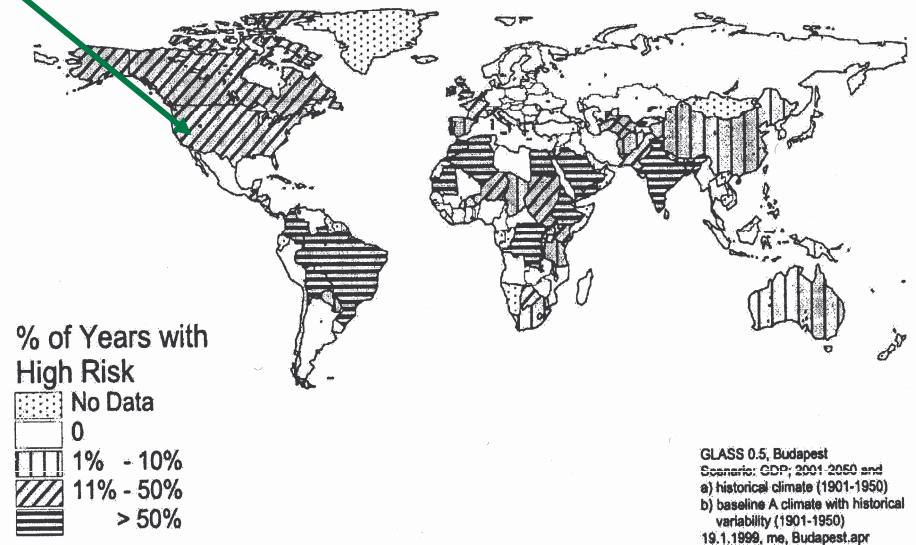 % of Years with
High Risk
No Data
0
1% - 10%
11% - 50%
> 50%
GLASS 0.5, Budapest
Scenario: GDP; 2001-2050 and
a) historical climate (1901-1950)
b) baseline A climate with historical
variability (1901-1950)
19.1.1999, me, Budapest.apr